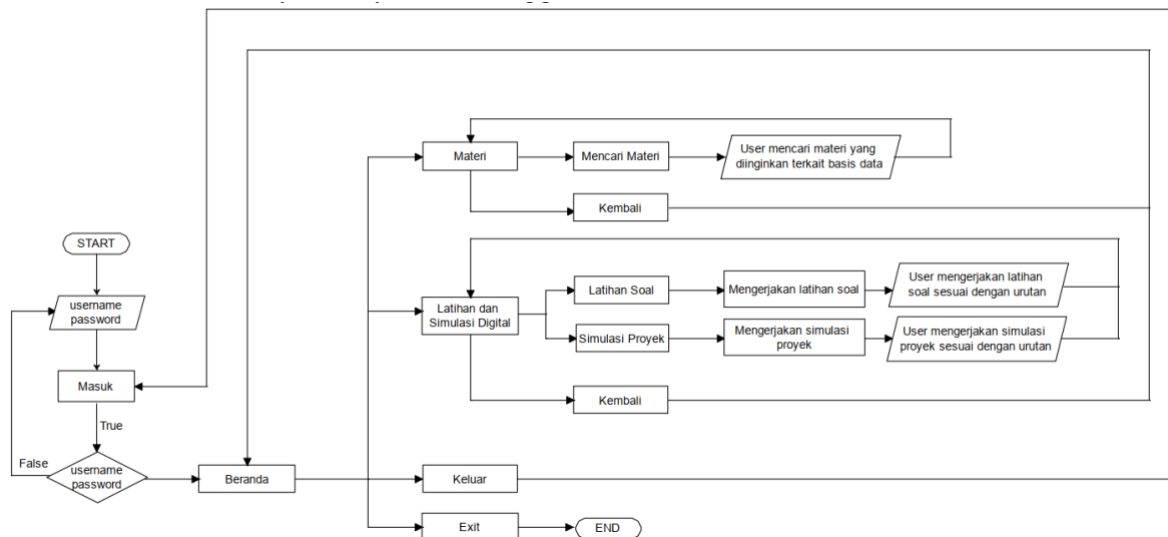 Materi
Mencari Materi
User mencari materi yang
diinginkan terkait basis data
Kembali
START
username
password
Latihan dan
Simulasi Digital
Latihan Soal
Mengerjakan latihan soal
User mengerjakan latihan
soal sesuai dengan urutan
Simulasi Proyek
Mengerjakan simulasi
proyek
User mengerjakan simulasi
proyek sesuai dengan urutan
Masuk
Kembali
True
False
username
password
Beranda
Keluar
Exit
END